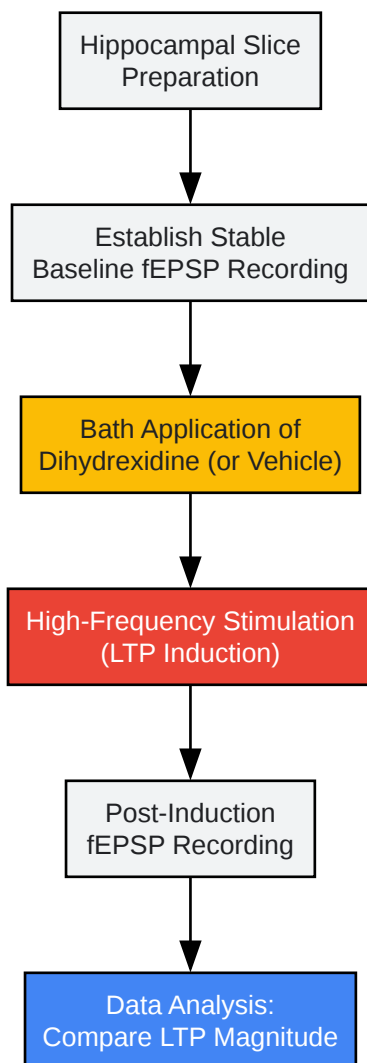 Hippocampal Slice
Preparation
Establish Stable
Baseline fEPSP Recording
Bath Application of
Dihydrexidine (or Vehicle)
High-Frequency Stimulation
(LTP Induction)
Post-Induction
fEPSP Recording
Data Analysis:
Compare LTP Magnitude